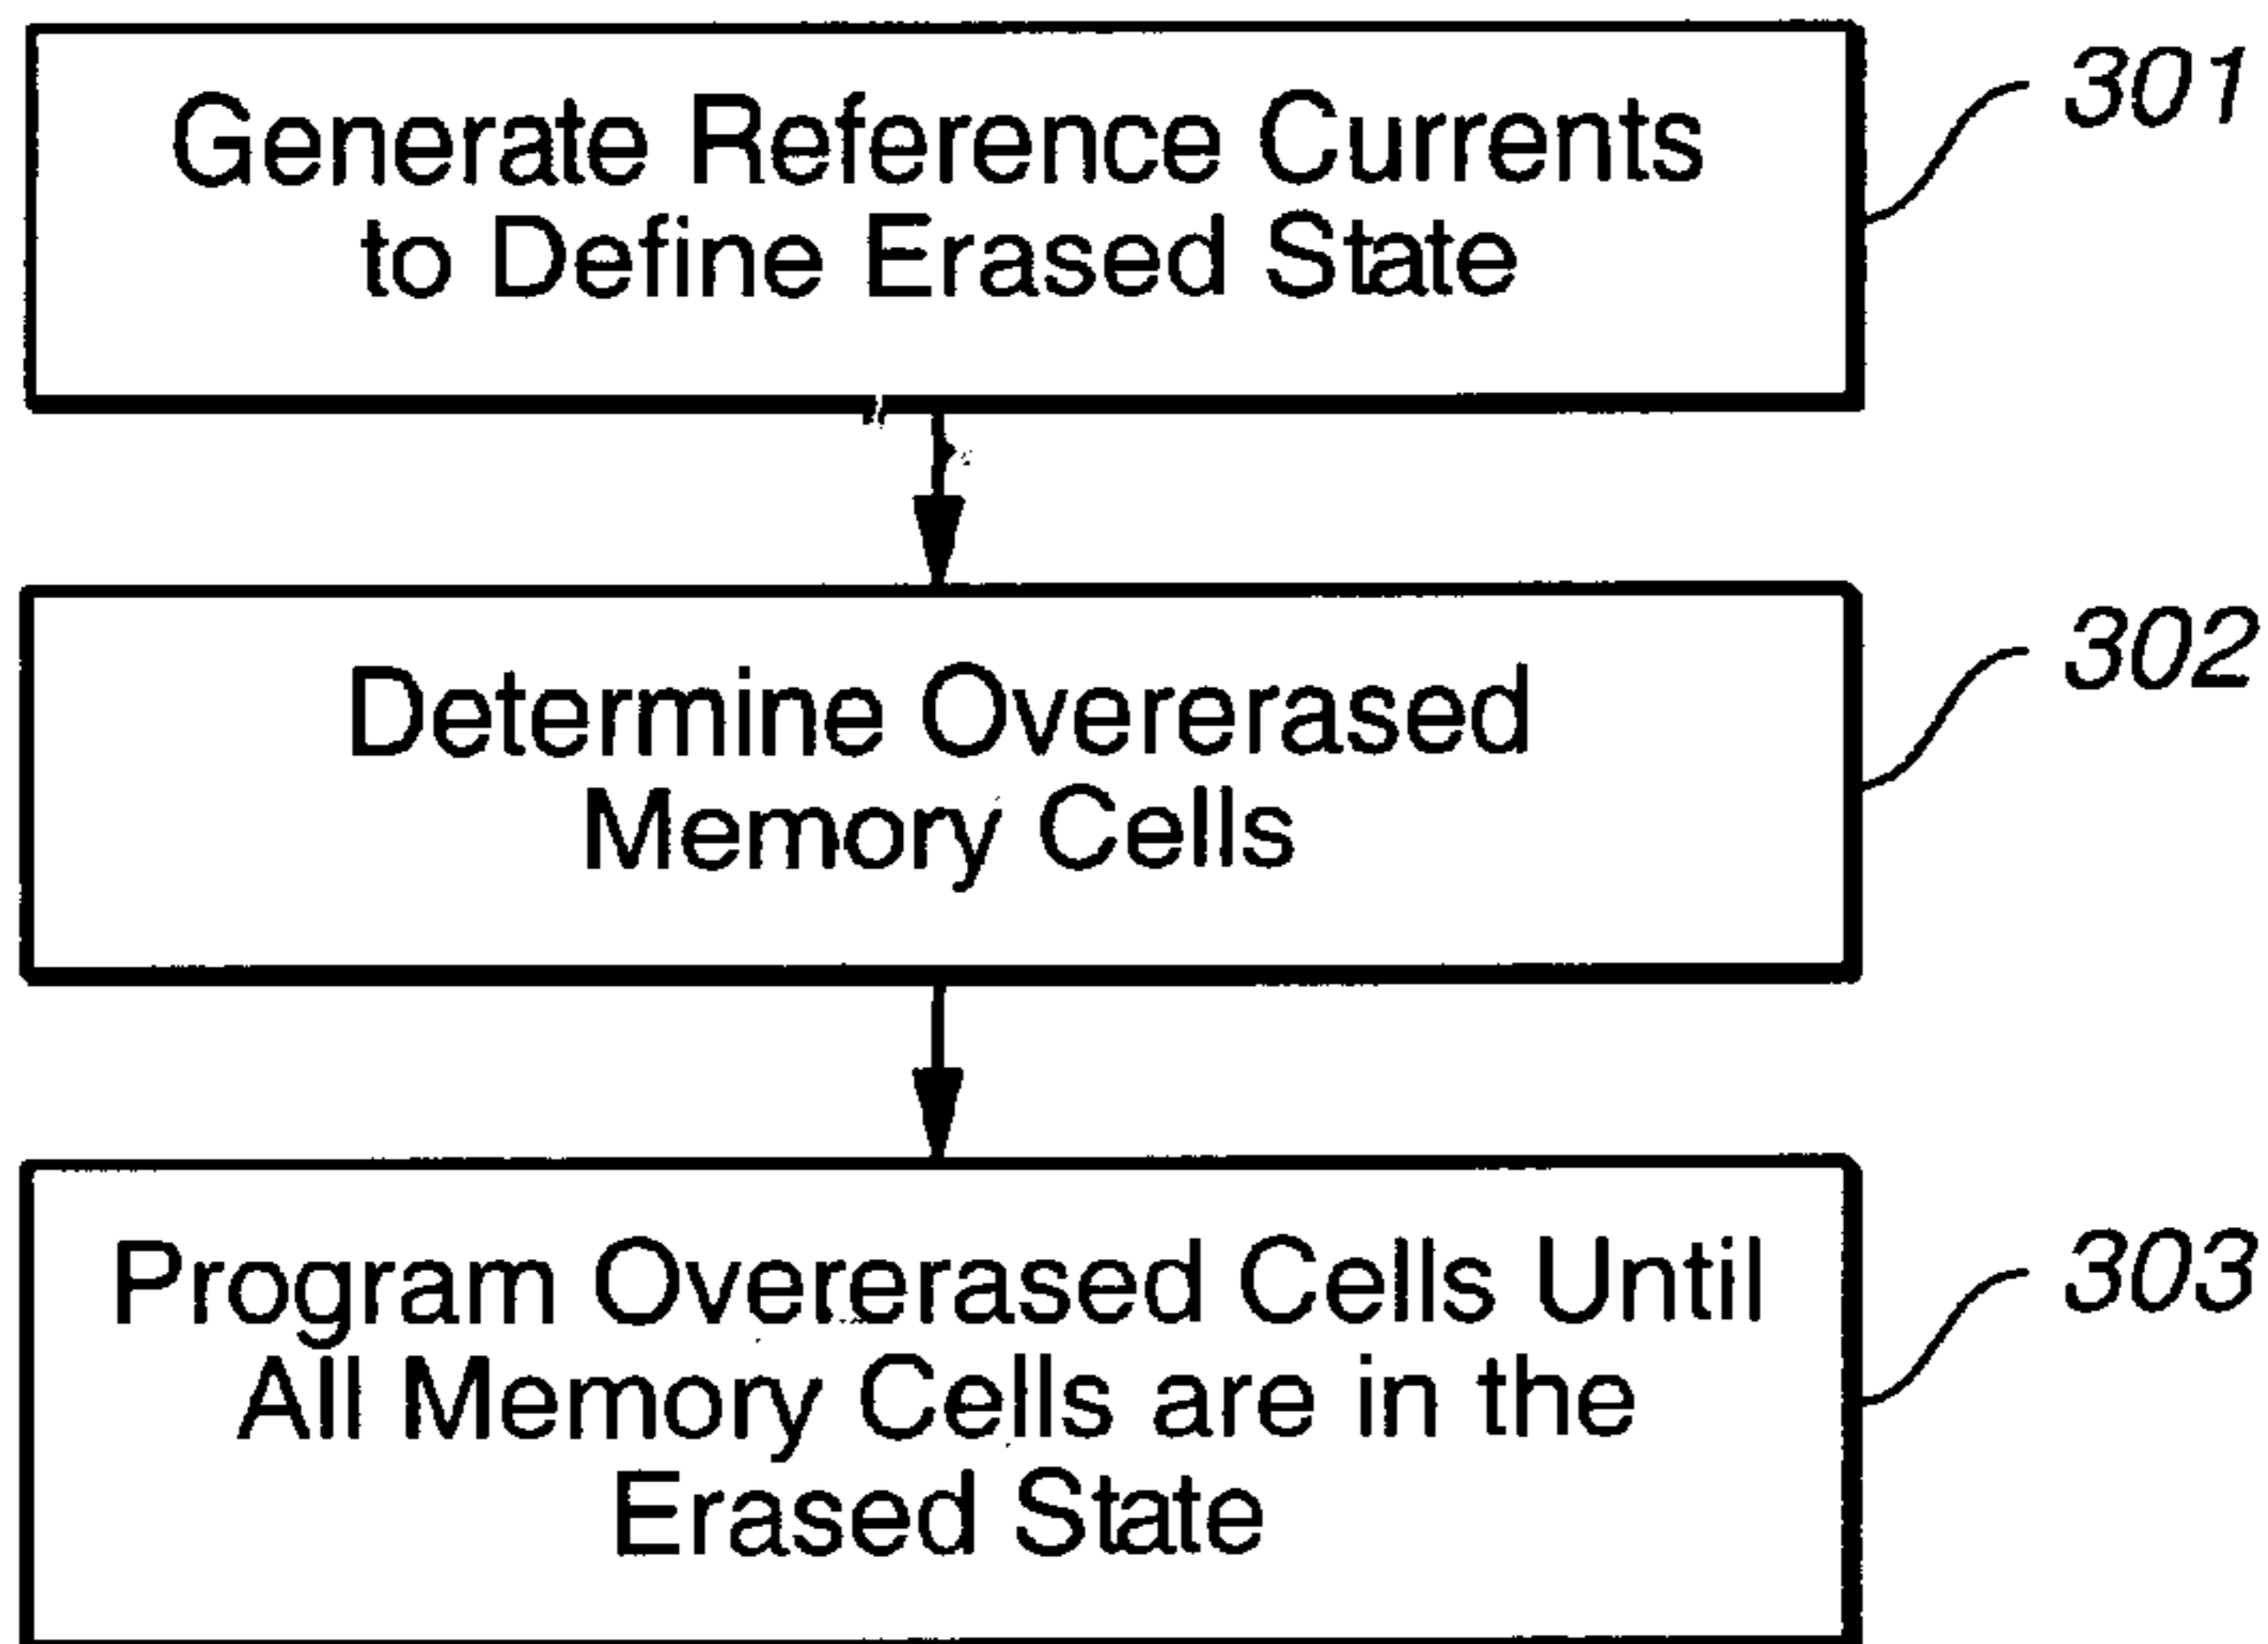 Generate Reference Currents
to Define Erased State
301
Determine Overerased
Memory Cells
302
Program Overerased Cells Until
All Memory Cells are in the
Erased State
303